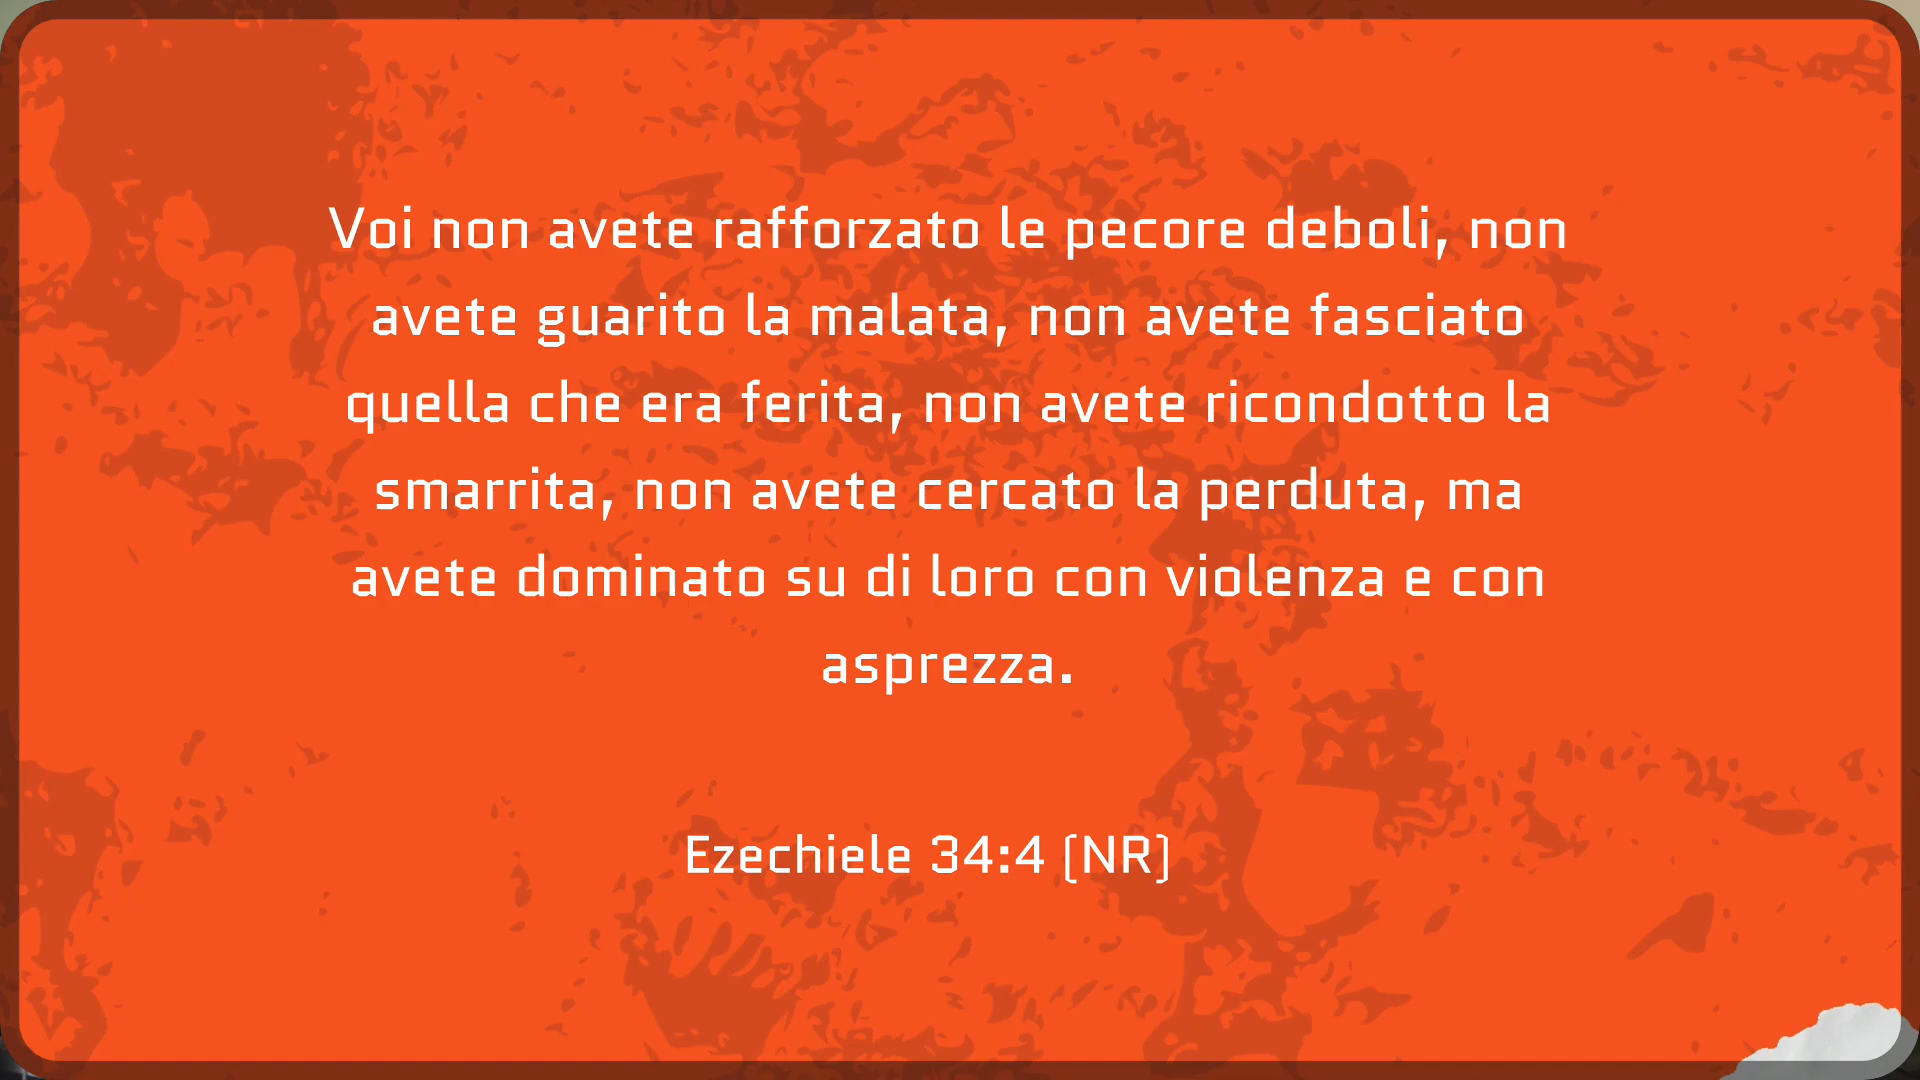 Voi non avete rafforzato le pecore deboli, non
avete guarito la malata, non avete fasciato
quella che era ferita, non avete ricondotto la
smarrita, non avete cercato la perduta, ma
avete dominato su di loro con violenza e con
asprezza.
Ezechiele 34:4 (NR)